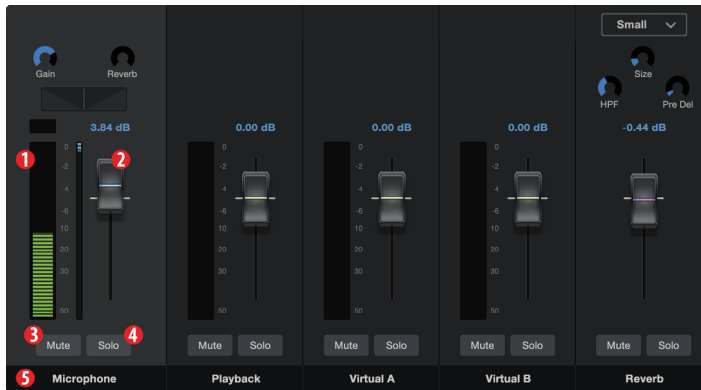 Small
Gain Reverb
Size
HPF Pre Del
3.84 dB 0.00 dB 0.00 dB 0.00 dB -0.44 dB
1 0 2 0 0 0
-2 -2 -2 -2
4 4 4 4
-6 -6 -6 -6
10 10 10 10
20 20 20 20
30 30 30 30
50 50 50 50
3 Mute Solo 4 Mute Solo Mute Solo Mute Solo Mute Solo
5 Microphone Playback Virtual A Virtual B Reverb